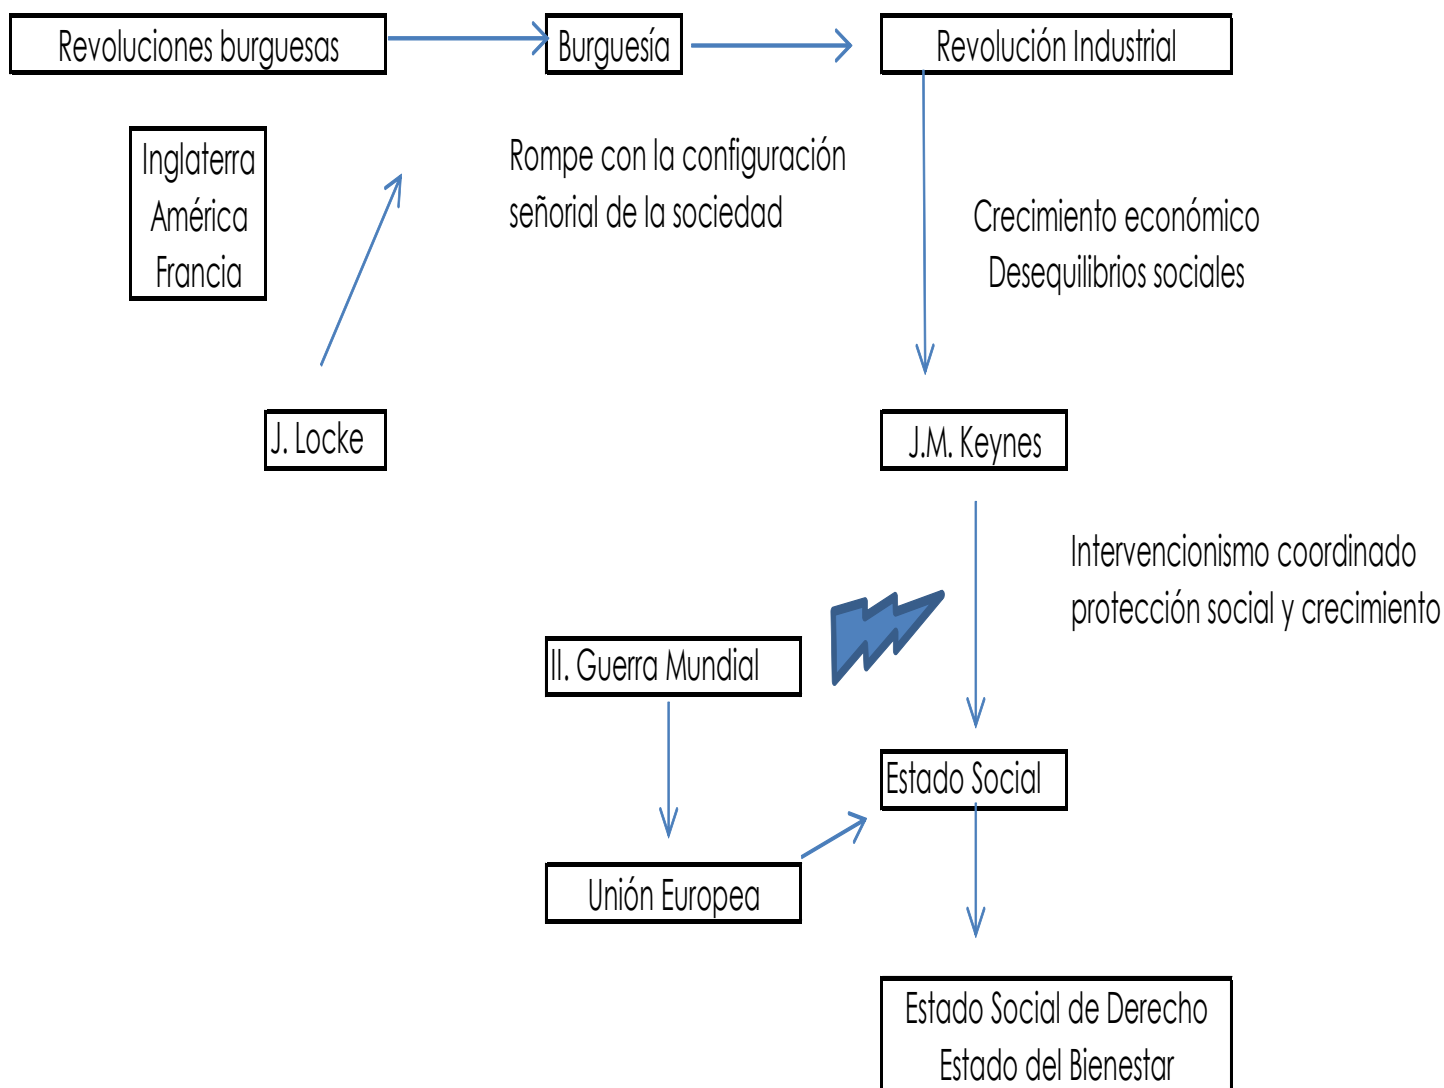 Revoluciones burguesas
Burguesía
Revolución Industrial
Inglaterra
América
Francia
Rompe con la configuración
señorial de la sociedad
Crecimiento económico
Desequilibrios sociales
J. Locke
J.M. Keynes
Intervencionismo coordinado
protección social y crecimiento
II. Guerra Mundial
Estado Social
Unión Europea
Estado Social de Derecho
Estado del Bienestar